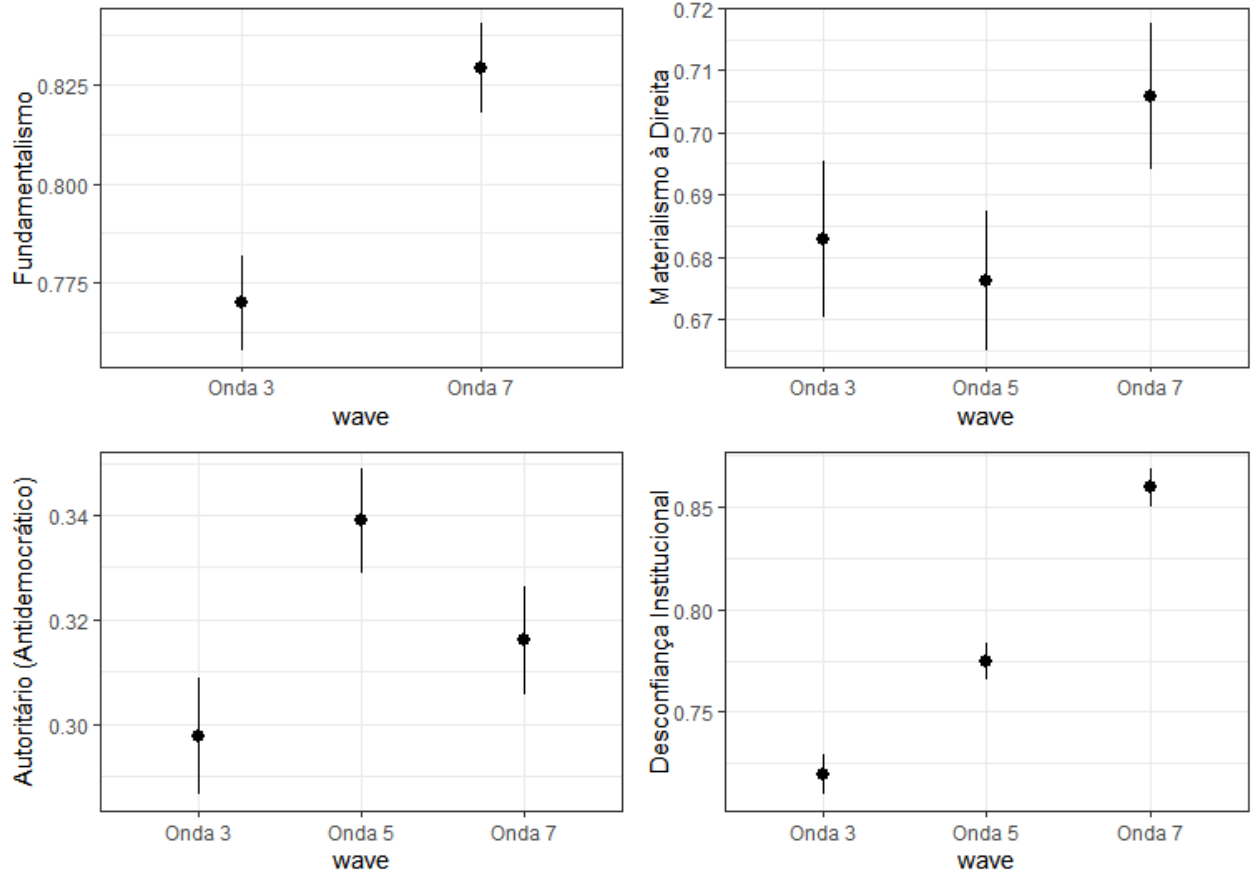 Fundamentalismo
0.825
0.800
0.775
Onda 3 Onda 7
wave
Materialismo à Direita
0.72
0.71
0.70
0.69
0.68
0.67
Onda 3 Onda 5 Onda 7
wave
Autoritário (Antidemocrático)
0.34
0.32
0.30
Onda 3 Onda 5 Onda 7
wave
Desconfiança Institucional
0.85
0.80
0.75
Onda 3 Onda 5 Onda 7
wave